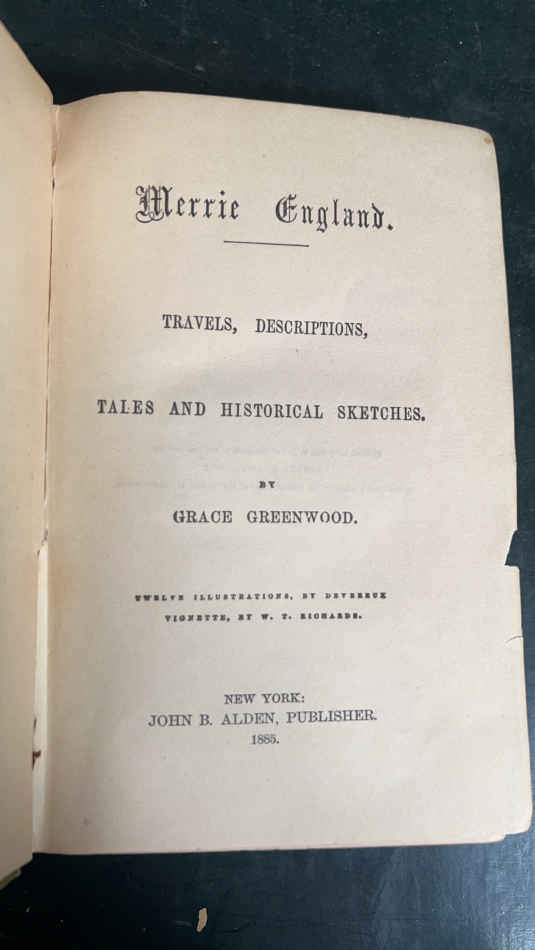 Merrie England.
TRAVELS, DESCRIPTIONS,
TALES AND HISTORICAL SKETCHES.
BY
GRACE GREENWOOD.
TWELVE ILLUSTRATIONS, BY DEVEREUX
VIGNETTE, BY W. T. RICHARDS.
NEW YORK:
JOHN B. ALDEN, PUBLISHER.
1885.